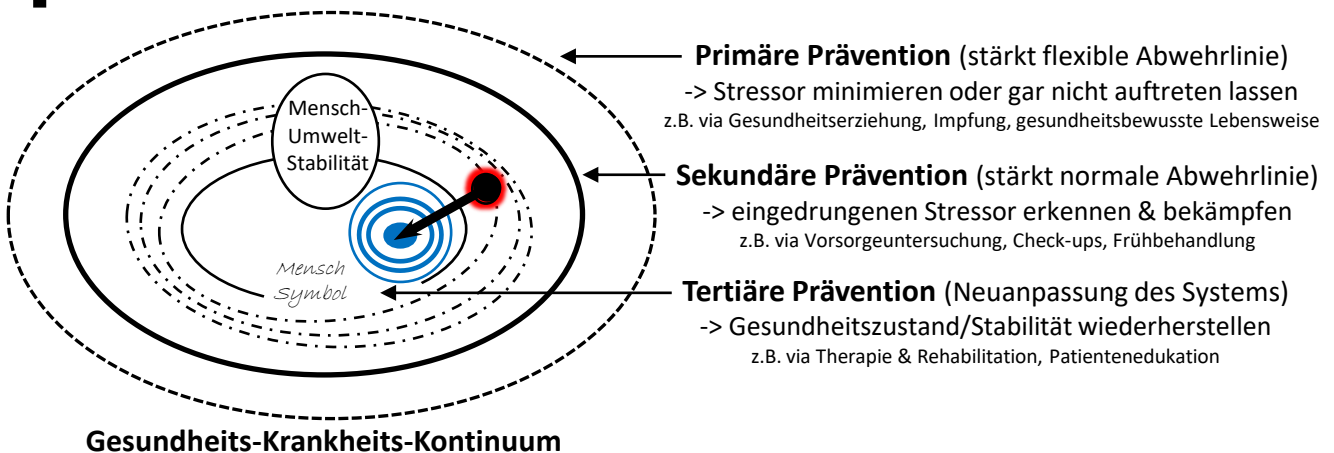 Primäre Prävention (stärkt flexible Abwehrlinie)
-> Stressor minimieren oder gar nicht auftreten lassen
z.B. via Gesundheitserziehung, Impfung, gesundheitsbewusste Lebensweise
Mensch-
Umwelt-
Stabilität
Sekundäre Prävention (stärkt normale Abwehrlinie)
-> eingedrungenen Stressor erkennen & bekämpfen
z.B. via Vorsorgeuntersuchung, Check-ups, Frühbehandlung
Mensch
Symbol
Tertiäre Prävention (Neuanpassung des Systems)
-> Gesundheitszustand/Stabilität wiederherstellen
z.B. via Therapie & Rehabilitation, Patientenedukation
Gesundheits-Krankheits-Kontinuum